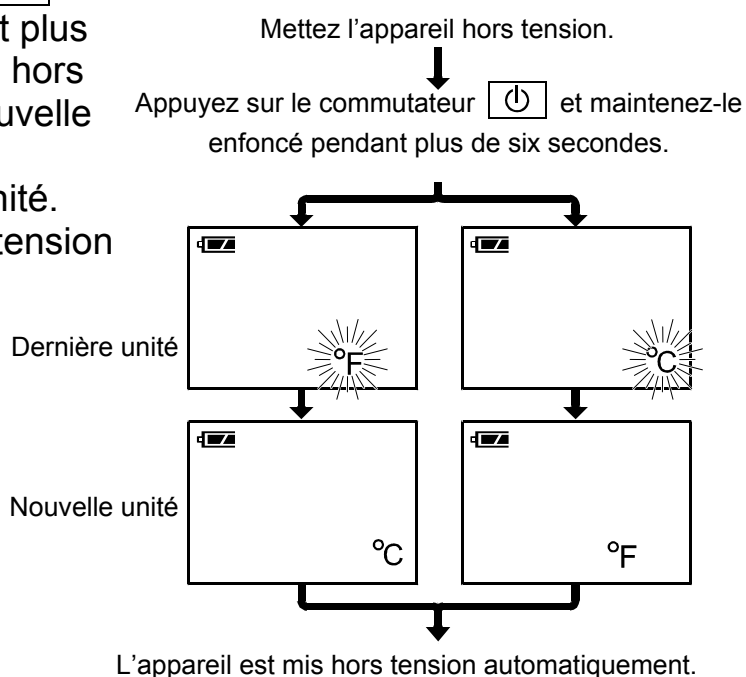 t plus
hors
uvelle
nité.
tension
Mettez l'appareil hors tension.
Appuyez sur le commutateur et maintenez-le
enfoncé pendant plus de six secondes.
Dernière unité
°F
°C
Nouvelle unité
°C
°F
L'appareil est mis hors tension automatiquement.